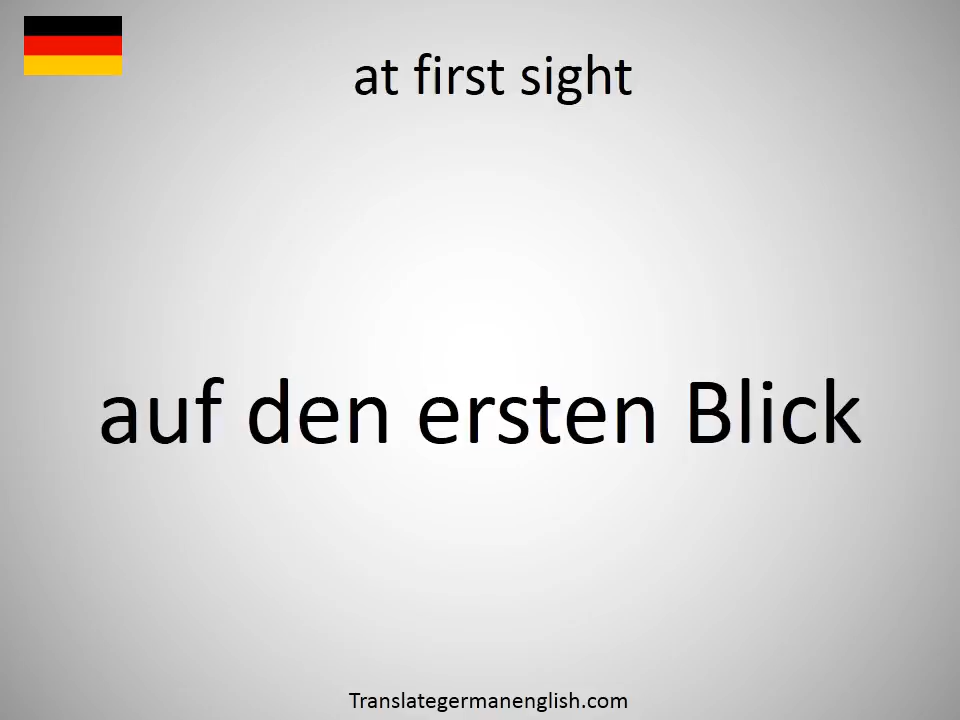 at first sight
auf den ersten Blick
Translategermanenglish.com